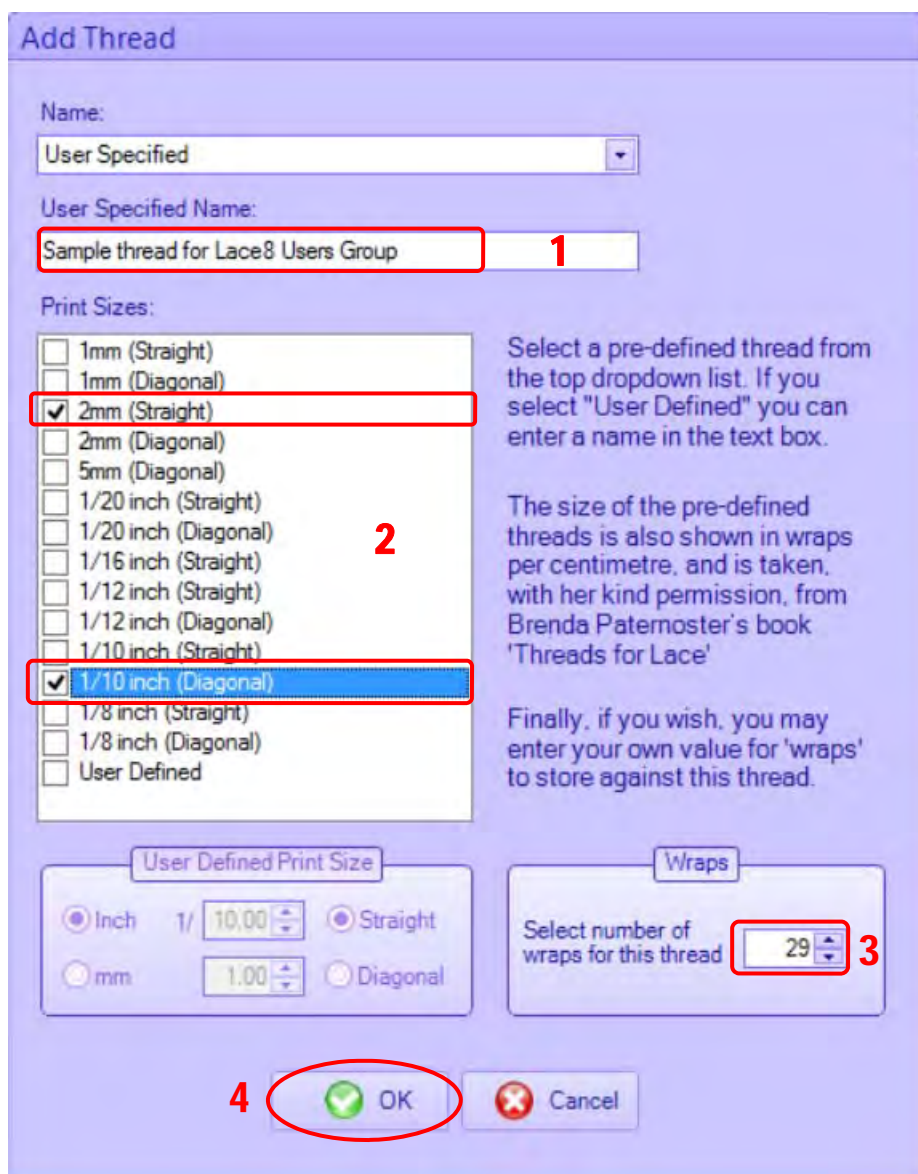 Add Thread
Name:
User Specified
User Specified Name:
Sample thread for Lace8 Users Group
1
Print Sizes:
1mm (Straight)
1mm (Diagonal)
2mm (Straight)
2mm (Diagonal)
5mm (Diagonal)
1/20 inch (Straight)
1/20 inch (Diagonal)
1/16 inch (Straight)
1/12 inch (Straight)
1/12 inch (Diagonal)
1/10 inch (Straight)
1/10 inch (Diagonal)
1/8 inch (Straight)
1/8 inch (Diagonal)
User Defined
2
Select a pre-defined thread from
the top dropdown list. If you
select "User Defined" you can
enter a name in the text box.
The size of the pre-defined
threads is also shown in wraps
per centimetre, and is taken,
with her kind permission, from
Brenda Paternoster's book
'Threads for Lace'
Finally, if you wish, you may
enter your own value for 'wraps'
to store against this thread.
User Defined Print Size
Inch 1/ 10.00 Straight
mm 1.00 Diagonal
Wraps
Select number of
wraps for this thread
29
3
4
OK
Cancel